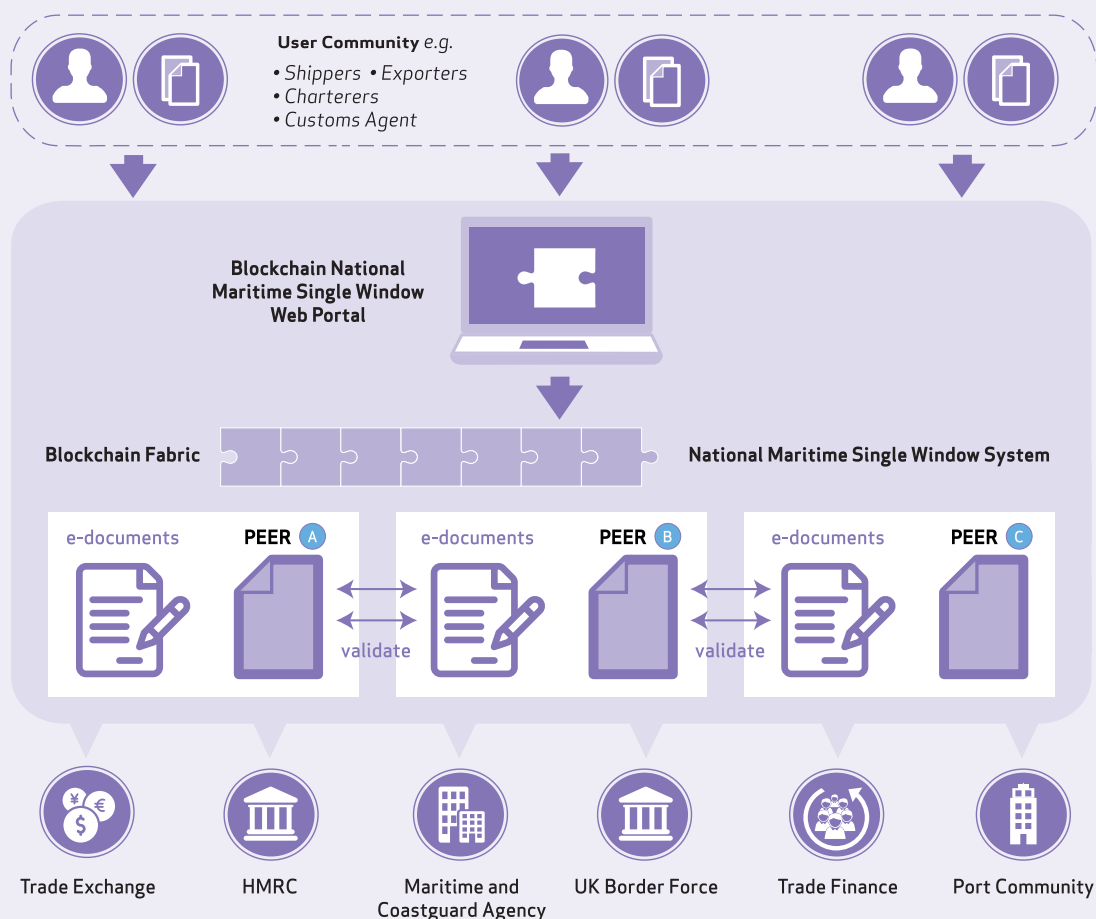 User Community e.g.
• Shippers • Exporters
• Charterers
• Customs Agent
Blockchain National
Maritime Single Window
Web Portal
Blockchain Fabric
National Maritime Single Window System
e-documents
PEER A
e-documents
PEER B
e-documents
PEER C
validate
validate
¥
€
$
Trade Exchange
HMRC
Maritime and
Coastguard Agency
UK Border Force
Trade Finance
Port Community